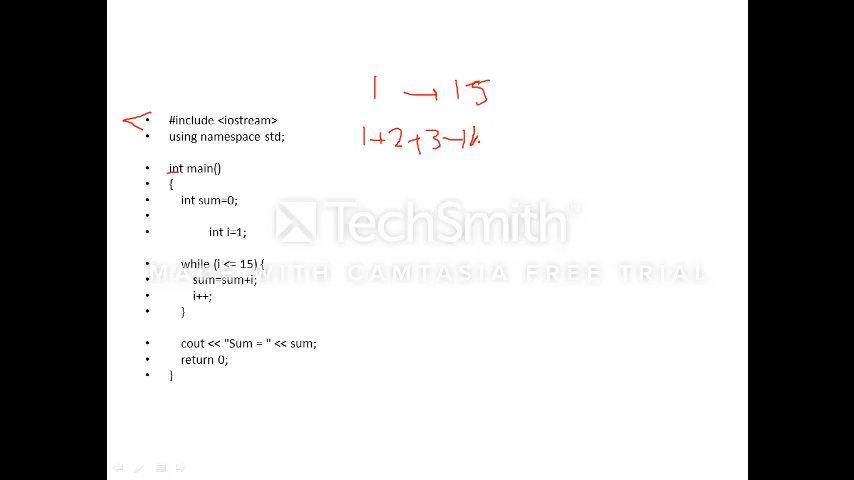 1 → 15
#include <iostream>
1+2+3
using namespace std;
int main()
{
int sum=0;
TechSmith
int i=1;
while (i <= 15) {
MADE WITH CAMTASIA FREE TRIAL
sum=sum+i;
i++;
}
cout << "Sum = " << sum;
return 0;
}